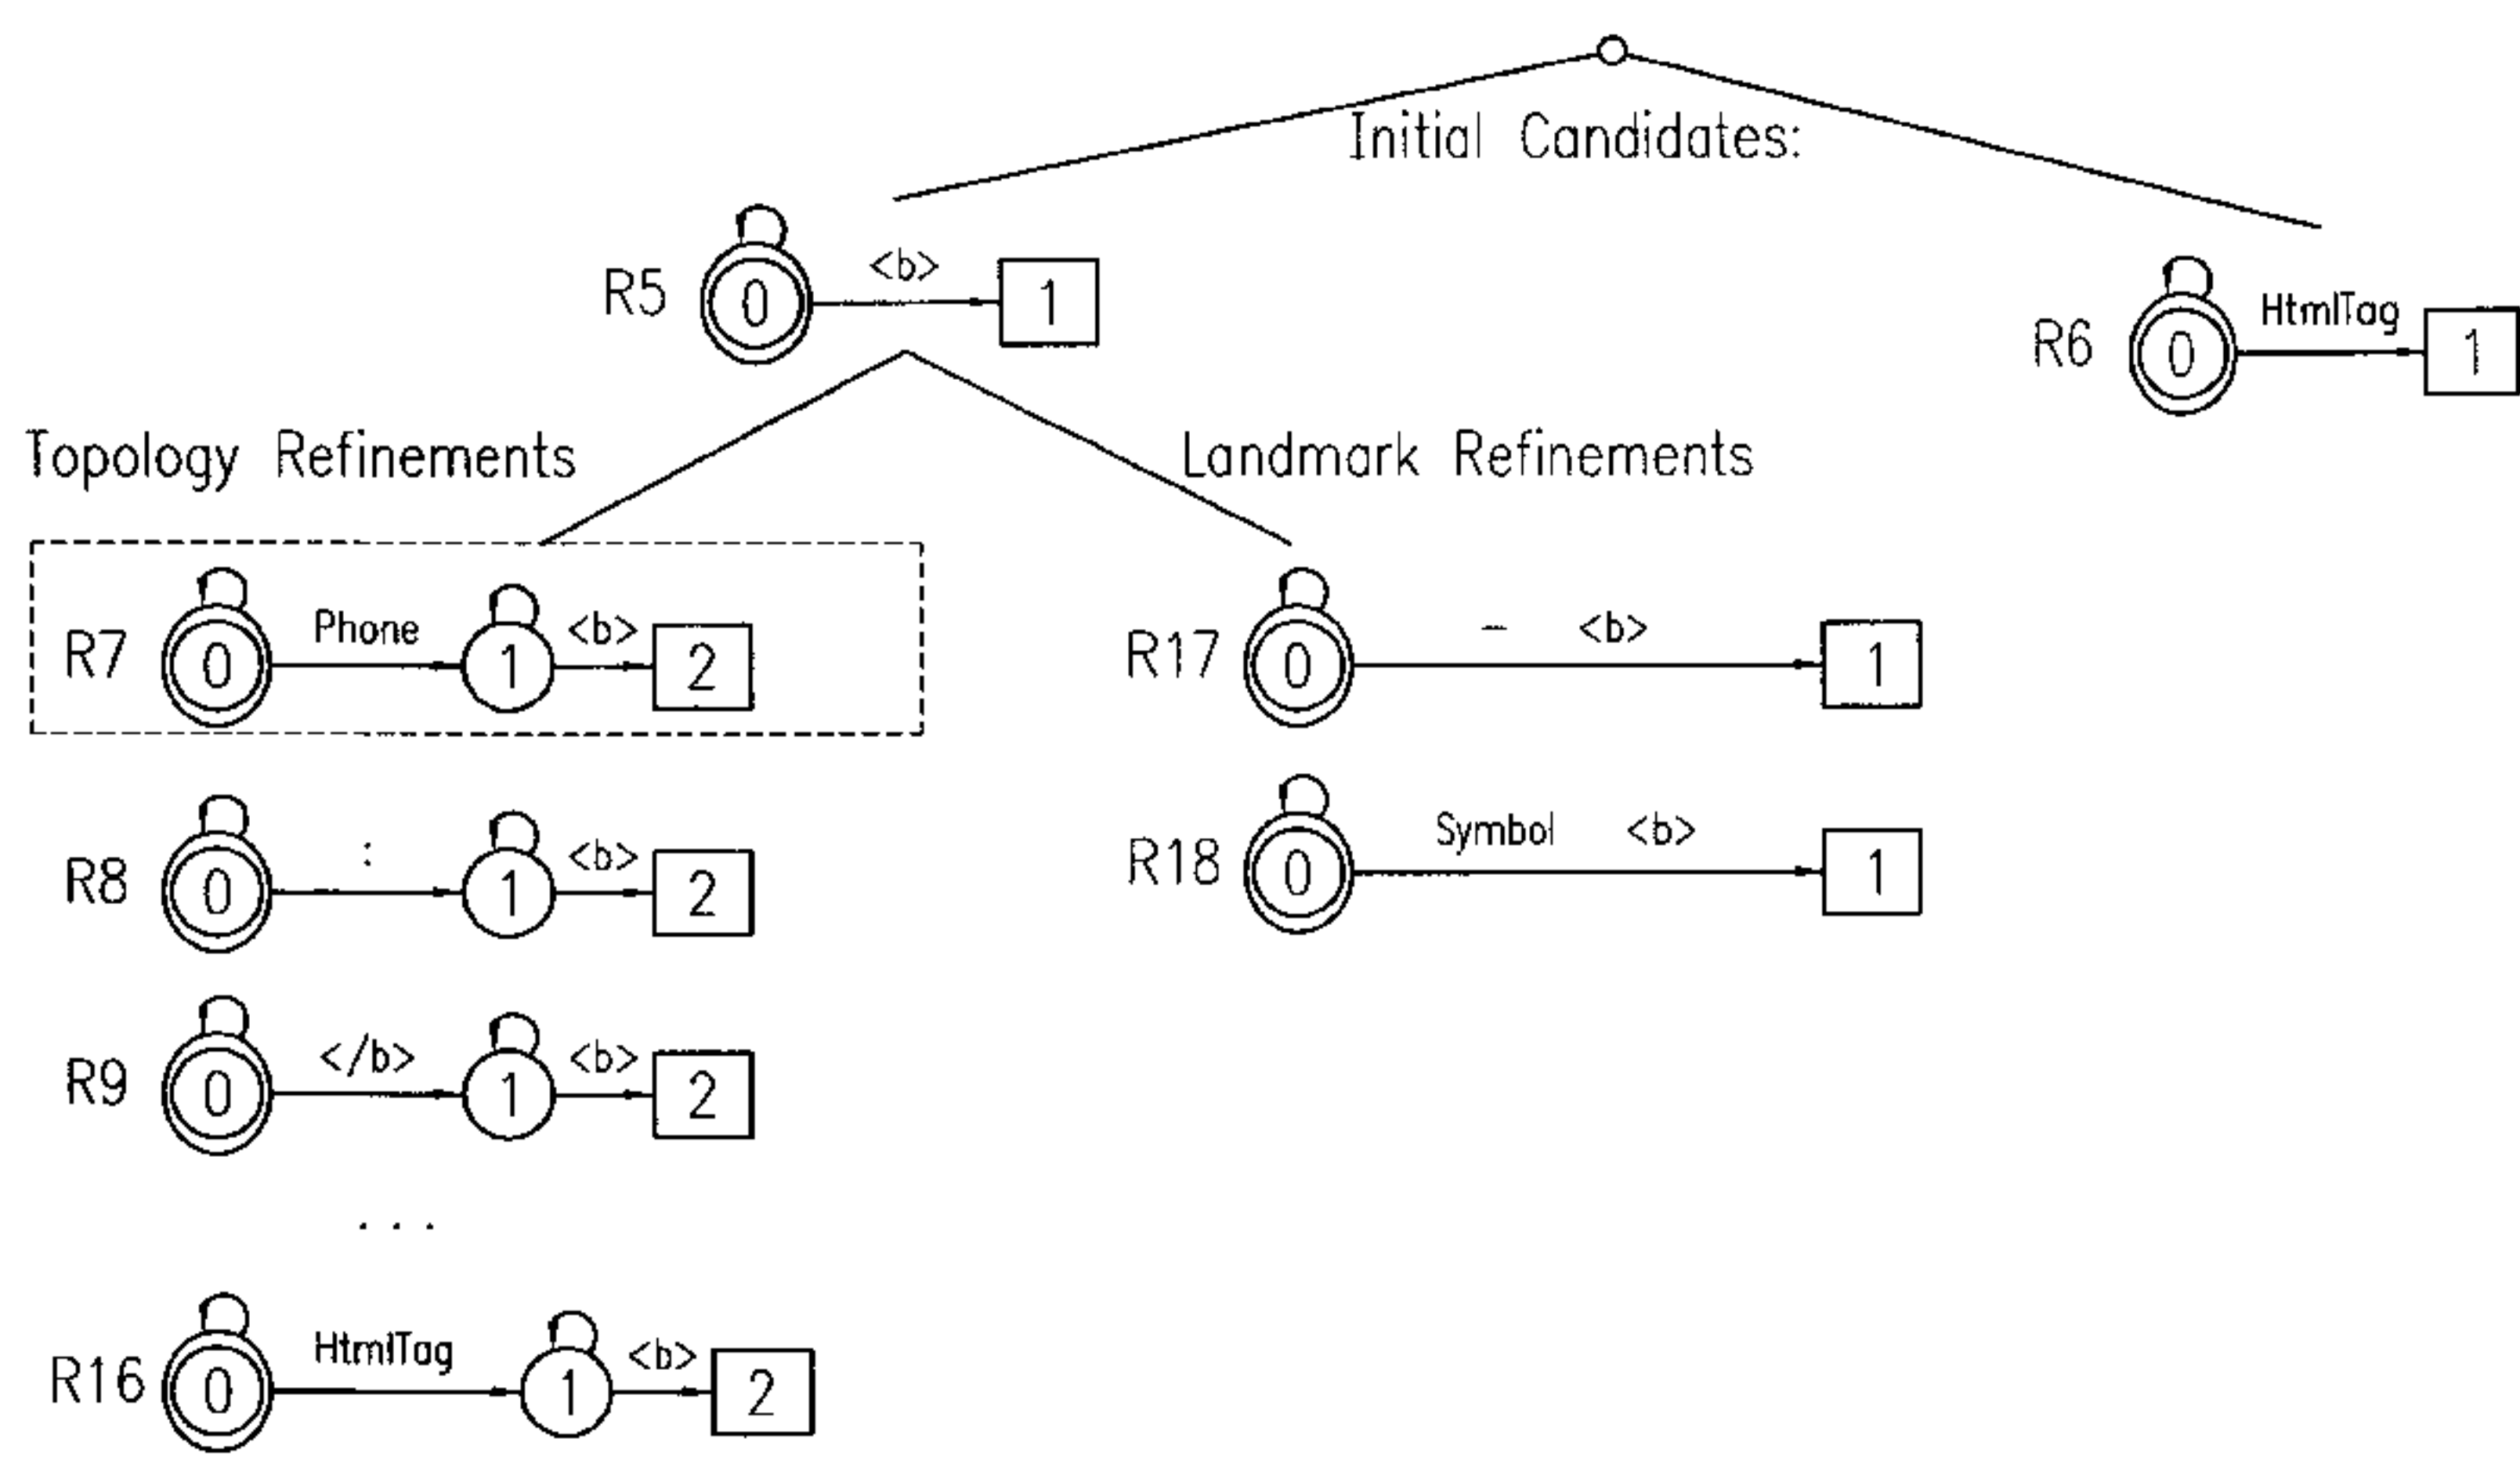 Initial Candidates:
R5 0 <b> 1
R6 0 HtmlTag 1
Topology Refinements
Landmark Refinements
R7 0 Phone 1 <b> 2
R17 0 – <b> 1
R8 0 : 1 <b> 2
R18 0 Symbol <b> 1
R9 0 </b> 1 <b> 2
...
R16 0 HtmlTag 1 <b> 2